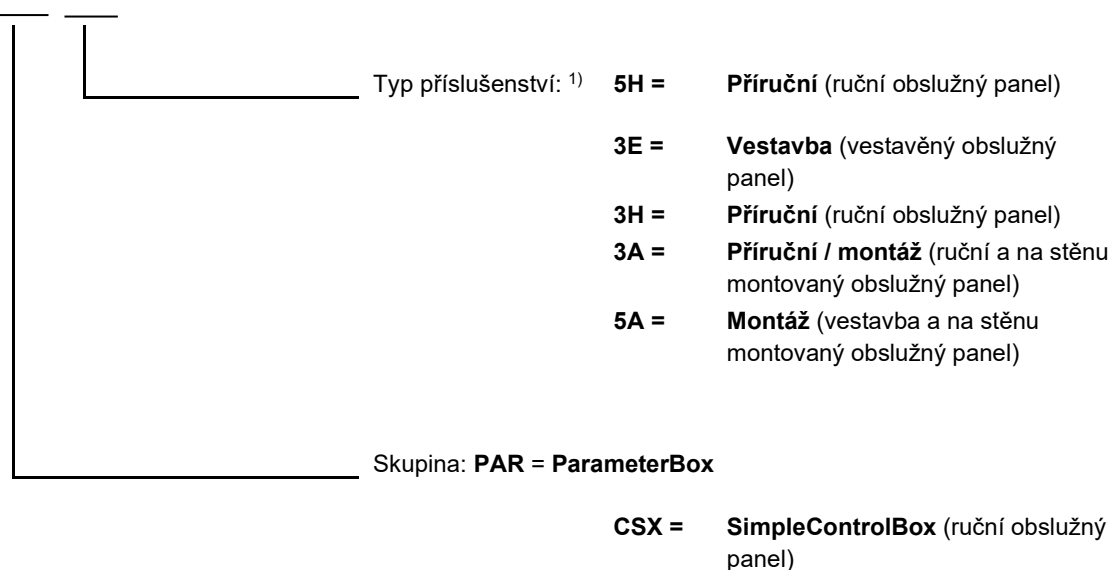 Typ příslušenství: 1) 5H = Příruční (ruční obslužný panel)
3E = Vestavba (vestavěný obslužný
panel)
3H = Příruční (ruční obslužný panel)
3A = Příruční / montáž (ruční a na stěnu
montovaný obslužný panel)
5A = Montáž (vestavba a na stěnu
montovaný obslužný panel)
Skupina: PAR = ParameterBox
CSX = SimpleControlBox (ruční obslužný
panel)